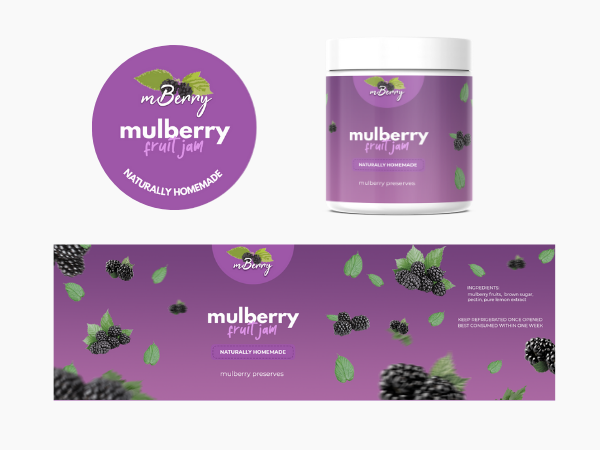 mBerry
mulberry
fruit jam
NATURALLY HOMEMADE
mBerry
mulberry
fruit jam
NATURALLY HOMEMADE
mulberry preserves
mBerry
mulberry
fruit jam
NATURALLY HOMEMADE
mulberry preserves
INGREDIENTS:
mulberry fruits, brown sugar,
pectin, pure lemon extract
KEEP REFRIGERATED ONCE OPENED
BEST CONSUMED WITHIN ONE WEEK